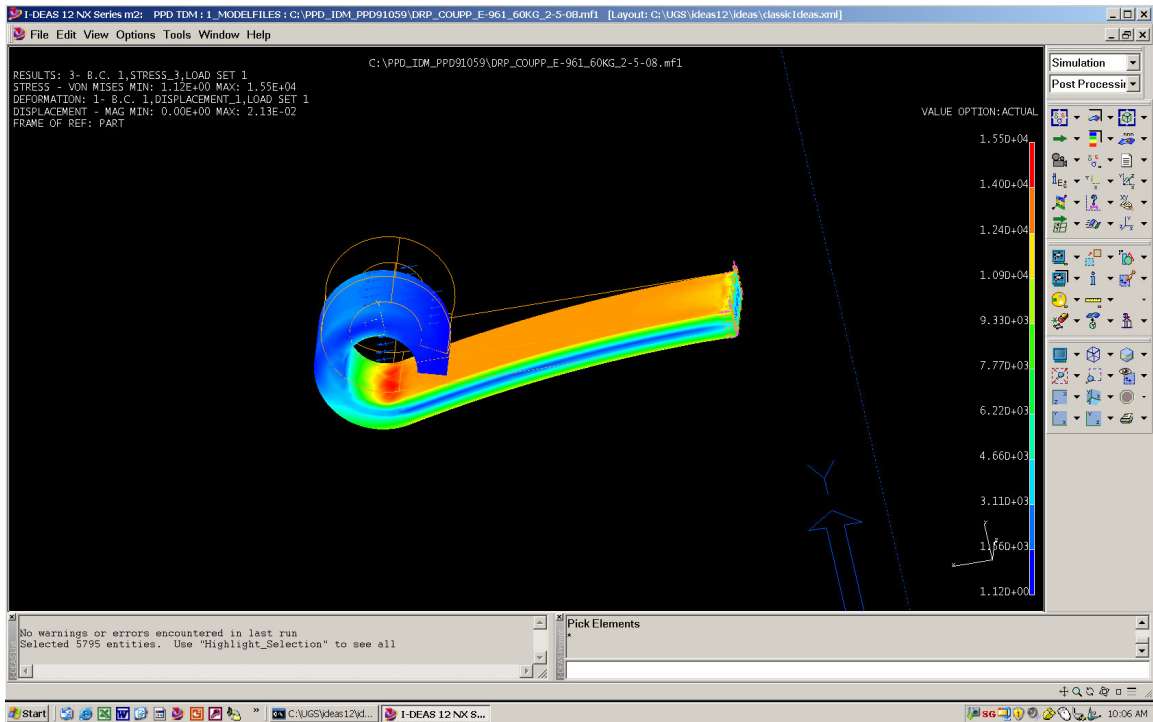 I-DEAS 12 NX Series m2: PPD TDM : 1_MODELFILES : C:\PPD_IDM_PPD91059\DRP_COUPP_E-961_60KG_2-5-08.mf1 [Layout: C:\UGS\ideas12\ideas\classicIdeas.xml]
File Edit View Options Tools Window Help
C:\PPD_IDM_PPD91059\DRP_COUPP_E-961_60KG_2-5-08.mf1
RESULTS: 3- B.C. 1,STRESS_3,LOAD SET 1
STRESS - VON MISES MIN: 1.12E+00 MAX: 1.55E+04
DEFORMATION: 1- B.C. 1,DISPLACEMENT_1,LOAD SET 1
DISPLACEMENT - MAG MIN: 0.00E+00 MAX: 2.13E-02
FRAME OF REF: PART
VALUE OPTION:ACTUAL
1.55D+04
1.40D+04
1.24D+04
1.09D+04
9.33D+03
7.77D+03
6.22D+03
4.66D+03
3.11D+03
1.56D+03
1.12D+00
Y
Simulation
Post Processir
No warnings or errors encountered in last run
Selected 5795 entities. Use "Highlight_Selection" to see all
Pick Elements
*
Start
»
C:\UGS\ideas12\id...
I-DEAS 12 NX S...
SG
10:06 AM